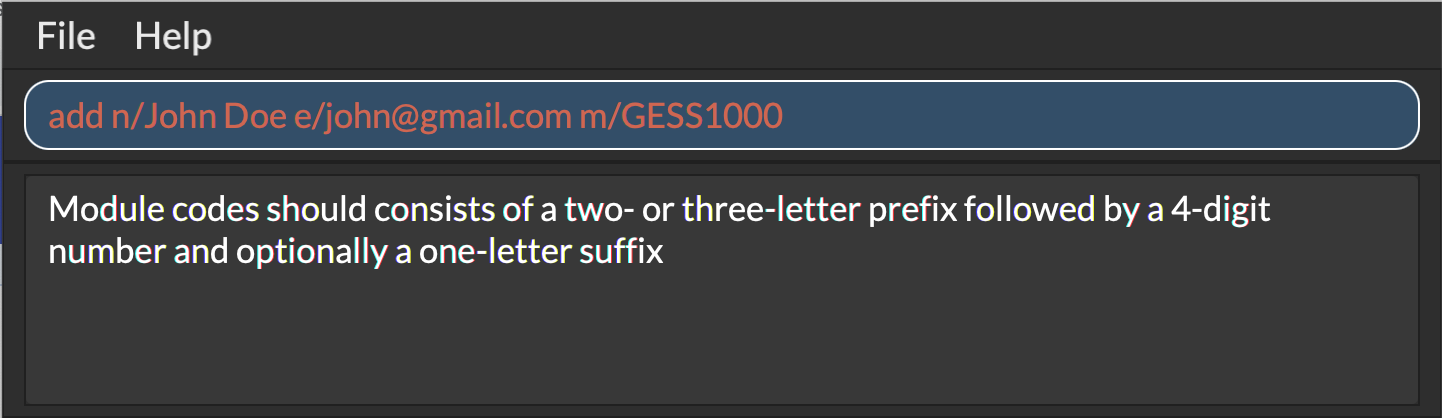 File Help
add n/John Doe e/john@gmail.com m/GESS1000
Module codes should consists of a two- or three-letter prefix followed by a 4-digit
number and optionally a one-letter suffix